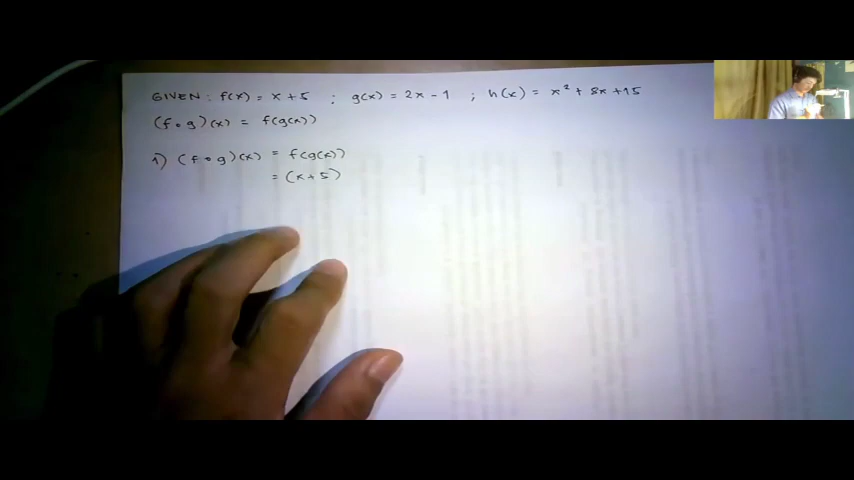 GIVEN: f(x) = x + 5 ; g(x) = 2x - 1 ; h(x) = x² + 8x + 15
(f ∘ g)(x) = f(g(x))
1) (f ∘ g)(x) = f(g(x))
= (x + 5)